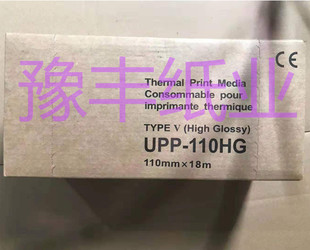 CE
豫丰纸业
Thermal Print Media
Consommable pour
imprimante thermique
TYPE V (High Glossy)
UPP-110HG
110mm×18m